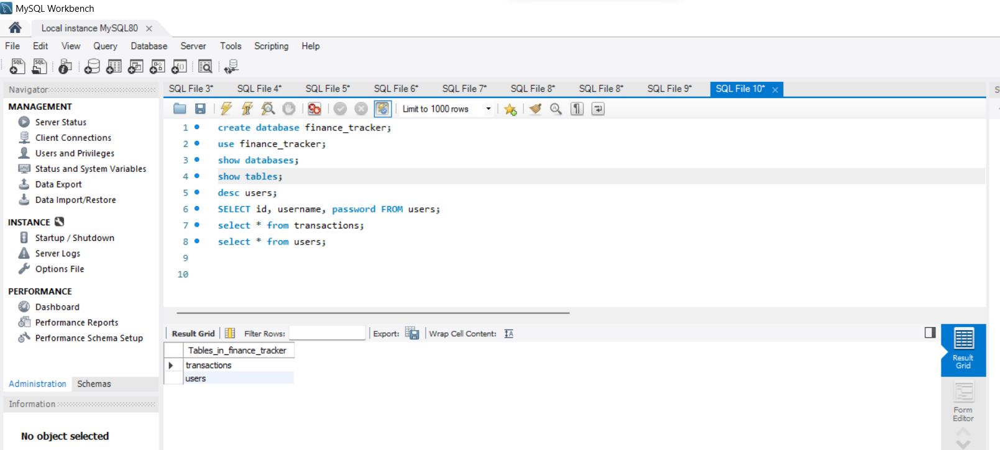 MySQL Workbench
Local instance MySQL80
File Edit View Query Database Server Tools Scripting Help
SQL SQL
Navigator
SQL File 3* SQL File 4* SQL File 5* SQL File 6* SQL File 7* SQL File 8* SQL File 8* SQL File 9* SQL File 10*
S
MANAGEMENT
Server Status
Client Connections
Users and Privileges
Status and System Variables
Data Export
Data Import/Restore
INSTANCE
Startup / Shutdown
Server Logs
Options File
PERFORMANCE
Dashboard
Performance Reports
Performance Schema Setup
Administration Schemas
Information
No object selected
Limit to 1000 rows
1 create database finance_tracker;
2 use finance_tracker;
3 show databases;
4 show tables;
5 desc users;
6 SELECT id, username, password FROM users;
7 select * from transactions;
8 select * from users;
9
10
Result Grid Filter Rows: Export: Wrap Cell Content:
Tables_in_finance_tracker
transactions
users
Result
Grid
Form
Editor